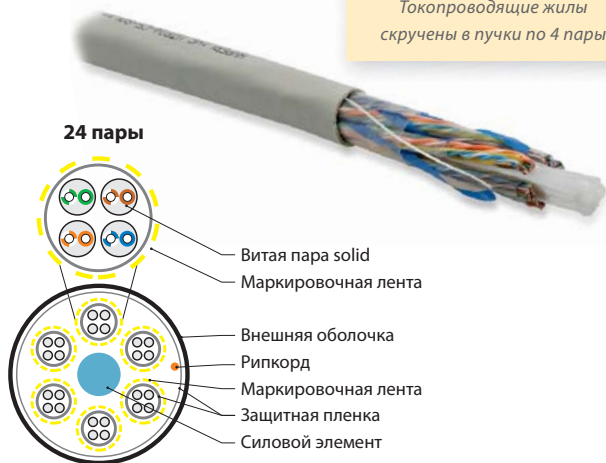 Токопроводящие жилы
скручены в пучки по 4 пары
24 пары
Витая пара solid
Маркировочная лента
Внешняя оболочка
Рипкорд
Маркировочная лента
Защитная пленка
Силовой элемент